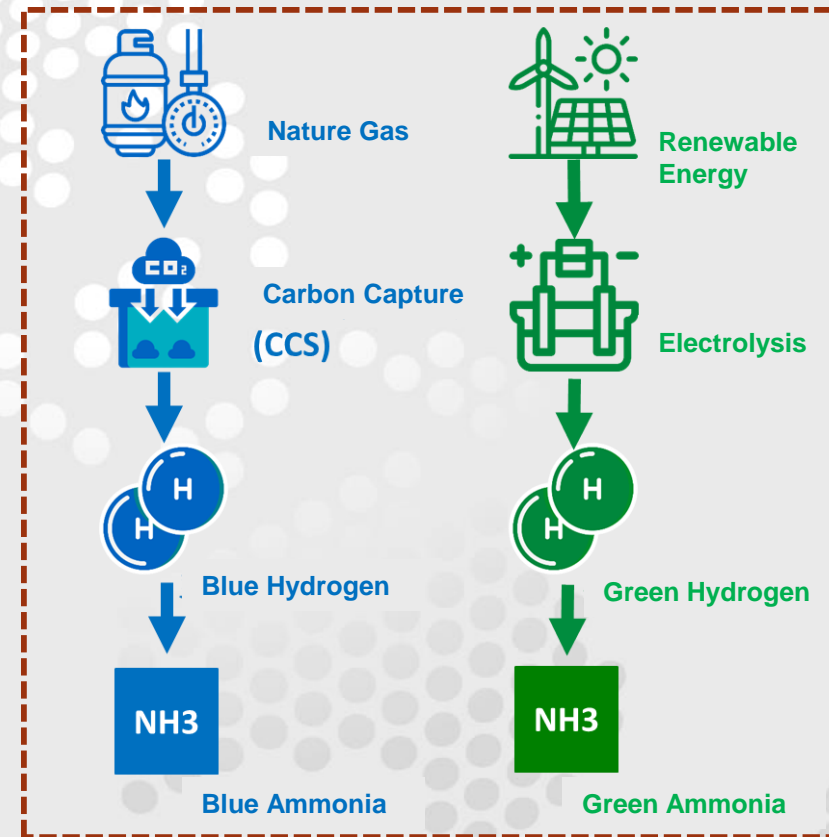 Nature Gas
CO2
Carbon Capture
(CCS)
H
H
Blue Hydrogen
NH3
Blue Ammonia
Renewable
Energy
+ −
Electrolysis
H
H
Green Hydrogen
NH3
Green Ammonia